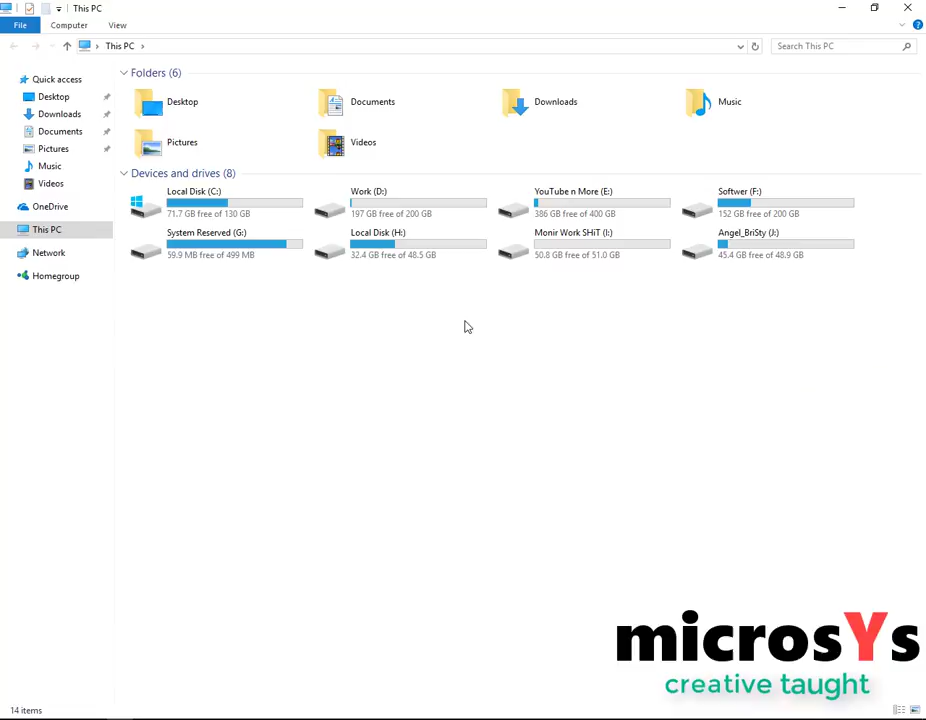 This PC
File Computer View
This PC
Search This PC
Quick access
Desktop
Downloads
Documents
Pictures
Music
Videos
OneDrive
This PC
Network
Homegroup
Folders (6)
Desktop Documents Downloads Music
Pictures Videos
Devices and drives (8)
Local Disk (C:) Work (D:) YouTube n More (E:) Softwer (F:)
71.7 GB free of 130 GB 197 GB free of 200 GB 386 GB free of 400 GB 152 GB free of 200 GB
System Reserved (G:) Local Disk (H:) Monir Work SHiT (I:) Angel_BriSty (J:)
59.9 MB free of 499 MB 32.4 GB free of 48.5 GB 50.8 GB free of 51.0 GB 45.4 GB free of 48.9 GB
microsYs
creative taught
14 items